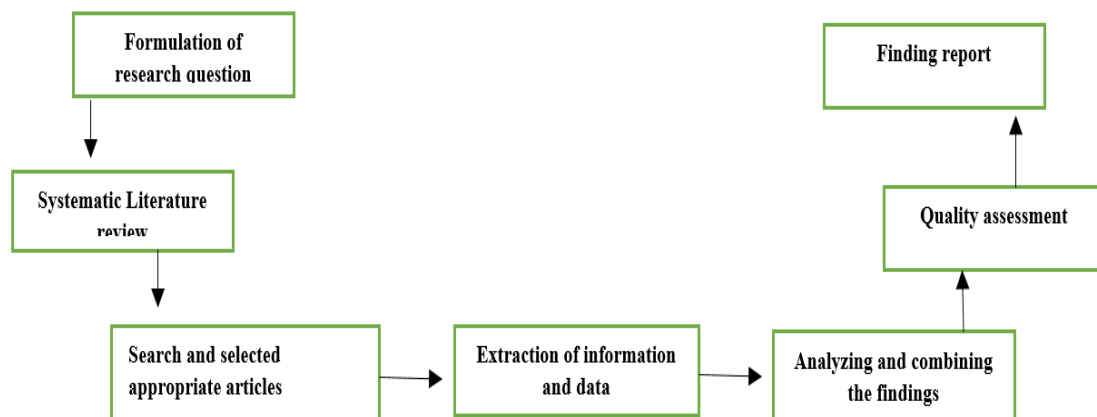 Formulation of
research question
Systematic Literature
review
Search and selected
appropriate articles
Extraction of information
and data
Analyzing and combining
the findings
Quality assessment
Finding report